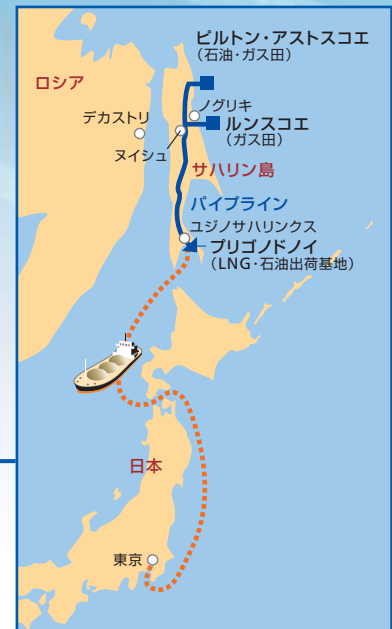 ピルトン・アストスコエ
（石油・ガス田）
ロシア
ノグリキ
デカストリ
ルンスコエ
（ガス田）
ヌイシュ
サハリン島
パイプライン
ユジノサハリンクス
プリゴノドノイ
（LNG・石油出荷基地）
日本
東京